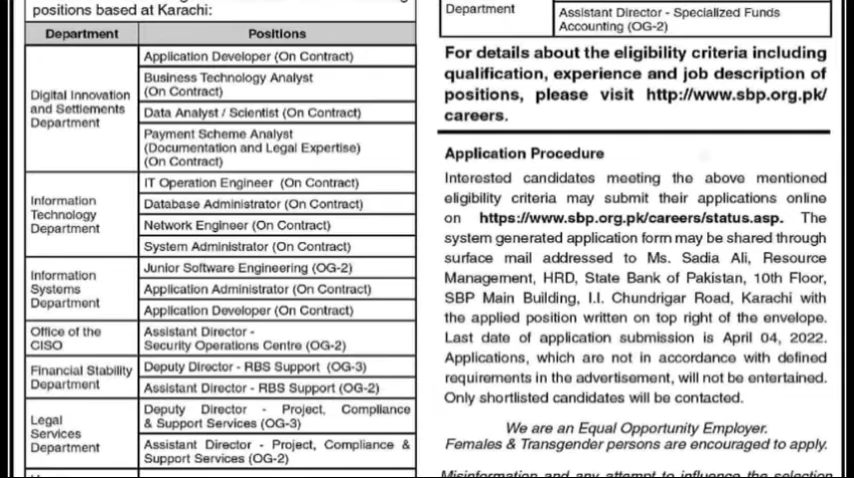 positions based at Karachi:
Department Positions
Digital Innovation
and Settlements
Department
Application Developer (On Contract)
Business Technology Analyst
(On Contract)
Data Analyst / Scientist (On Contract)
Payment Scheme Analyst
(Documentation and Legal Expertise)
(On Contract)
Information
Technology
Department
IT Operation Engineer (On Contract)
Database Administrator (On Contract)
Network Engineer (On Contract)
System Administrator (On Contract)
Information
Systems
Department
Junior Software Engineering (OG-2)
Application Administrator (On Contract)
Application Developer (On Contract)
Office of the
CISO
Assistant Director -
Security Operations Centre (OG-2)
Financial Stability
Department
Deputy Director - RBS Support (OG-3)
Assistant Director - RBS Support (OG-2)
Legal
Services
Department
Deputy Director - Project, Compliance
& Support Services (OG-3)
Assistant Director - Project, Compliance &
Support Services (OG-2)
Department
Assistant Director - Specialized Funds
Accounting (OG-2)
For details about the eligibility criteria including
qualification, experience and job description of
positions, please visit http://www.sbp.org.pk/
careers.
Application Procedure
Interested candidates meeting the above mentioned
eligibility criteria may submit their applications online
on https://www.sbp.org.pk/careers/status.asp. The
system generated application form may be shared through
surface mail addressed to Ms. Sadia Ali, Resource
Management, HRD, State Bank of Pakistan, 10th Floor,
SBP Main Building, I.I. Chundrigar Road, Karachi with
the applied position written on top right of the envelope.
Last date of application submission is April 04, 2022.
Applications, which are not in accordance with defined
requirements in the advertisement, will not be entertained.
Only shortlisted candidates will be contacted.
We are an Equal Opportunity Employer.
Females & Transgender persons are encouraged to apply.
Misinformation and any attempt to influence the selection